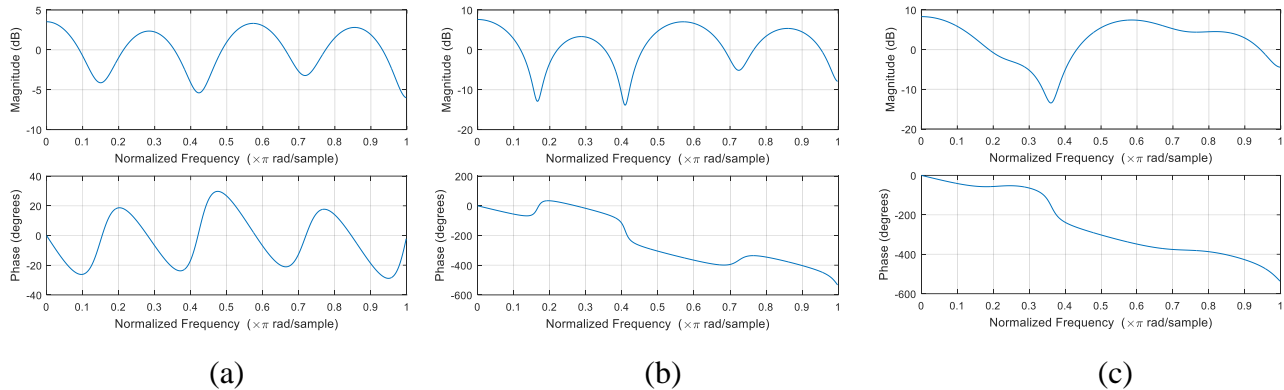 5
0
-5
-10
Magnitude (dB)
0 0.1 0.2 0.3 0.4 0.5 0.6 0.7 0.8 0.9 1
Normalized Frequency (×π rad/sample)
40
20
0
-20
-40
Phase (degrees)
0 0.1 0.2 0.3 0.4 0.5 0.6 0.7 0.8 0.9 1
Normalized Frequency (×π rad/sample)
(a)
10
0
-10
-20
Magnitude (dB)
0 0.1 0.2 0.3 0.4 0.5 0.6 0.7 0.8 0.9 1
Normalized Frequency (×π rad/sample)
200
0
-200
-400
-600
Phase (degrees)
0 0.1 0.2 0.3 0.4 0.5 0.6 0.7 0.8 0.9 1
Normalized Frequency (×π rad/sample)
(b)
20
10
0
-10
-20
Magnitude (dB)
0 0.1 0.2 0.3 0.4 0.5 0.6 0.7 0.8 0.9 1
Normalized Frequency (×π rad/sample)
0
-200
-400
-600
Phase (degrees)
0 0.1 0.2 0.3 0.4 0.5 0.6 0.7 0.8 0.9 1
Normalized Frequency (×π rad/sample)
(c)